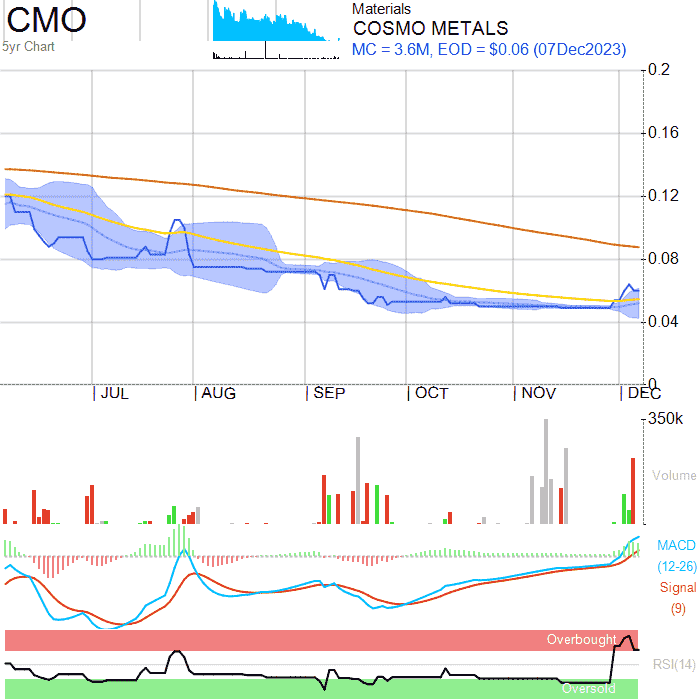 CMO
5yr Chart
Materials
COSMO METALS
MC = 3.6M, EOD = $0.06 (07Dec2023)
0.2
0.16
0.12
0.08
0.04
0
JUL AUG SEP OCT NOV DEC
350k
Volume
MACD
(12-26)
Signal
(9)
Overbought
RSI(14)
Oversold